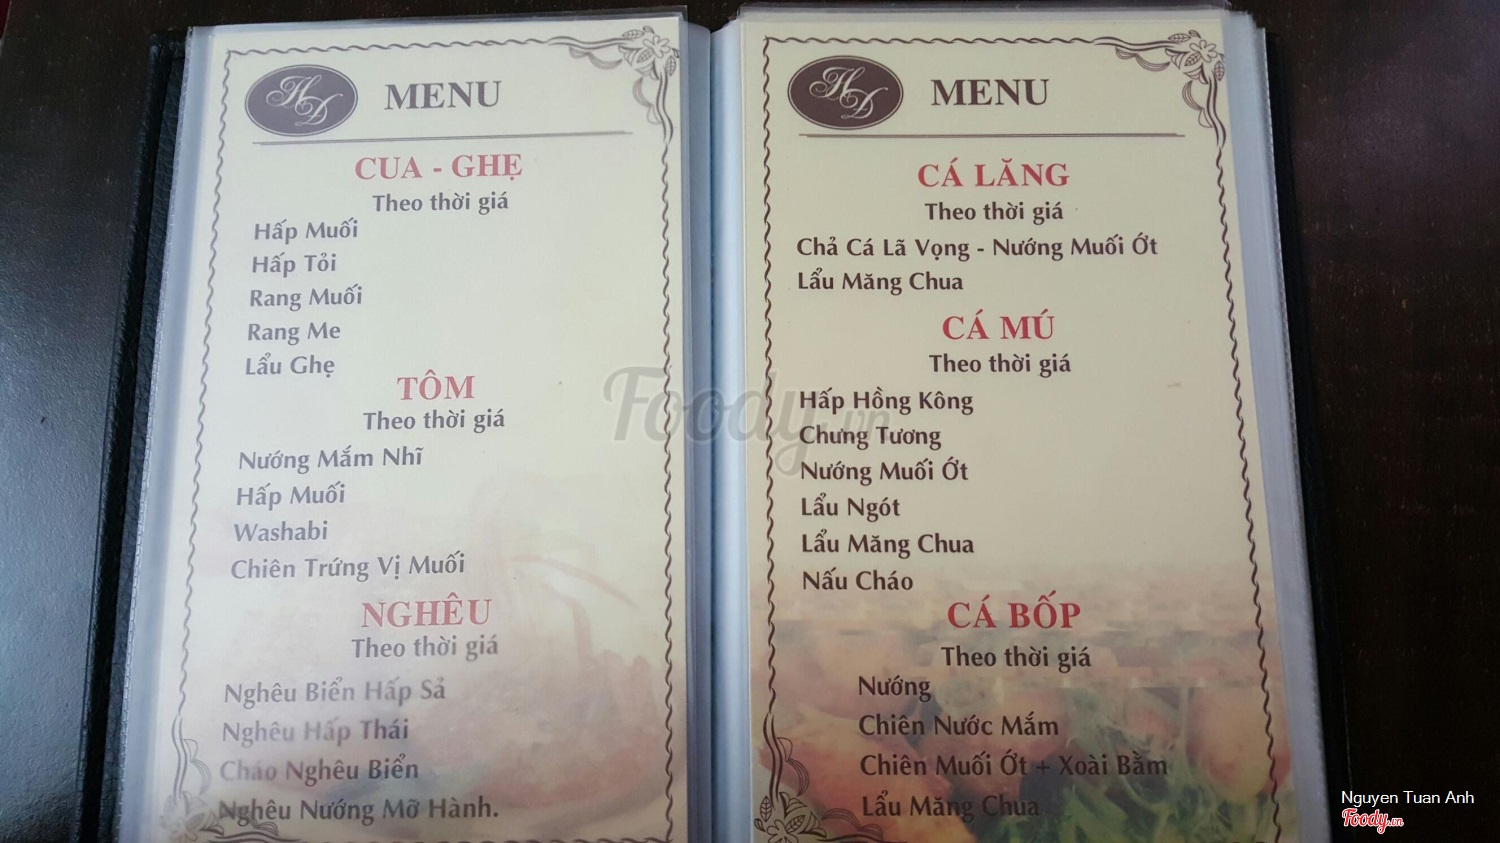 HD
MENU
CUA - GHẸ
Theo thời giá
Hấp Muối
Hấp Tỏi
Rang Muối
Rang Me
Lẩu Ghẹ
TÔM
Theo thời giá
Nướng Mắm Nhĩ
Hấp Muối
Washabi
Chiên Trứng Vị Muối
NGHÊU
Theo thời giá
Nghêu Biển Hấp Sả
Nghêu Hấp Thái
Cháo Nghêu Biển
Nghêu Nướng Mỡ Hành.
HD
MENU
CÁ LĂNG
Theo thời giá
Chả Cá Lã Vọng - Nướng Muối Ớt
Lẩu Măng Chua
CÁ MÚ
Theo thời giá
Hấp Hồng Kông
Chưng Tương
Nướng Muối Ớt
Lẩu Ngót
Lẩu Măng Chua
Nấu Cháo
CÁ BỐP
Theo thời giá
Nướng
Chiên Nước Mắm
Chiên Muối Ớt + Xoài Bằm
Lẩu Măng Chua
Foody.vn
Nguyen Tuan Anh
Foody.vn